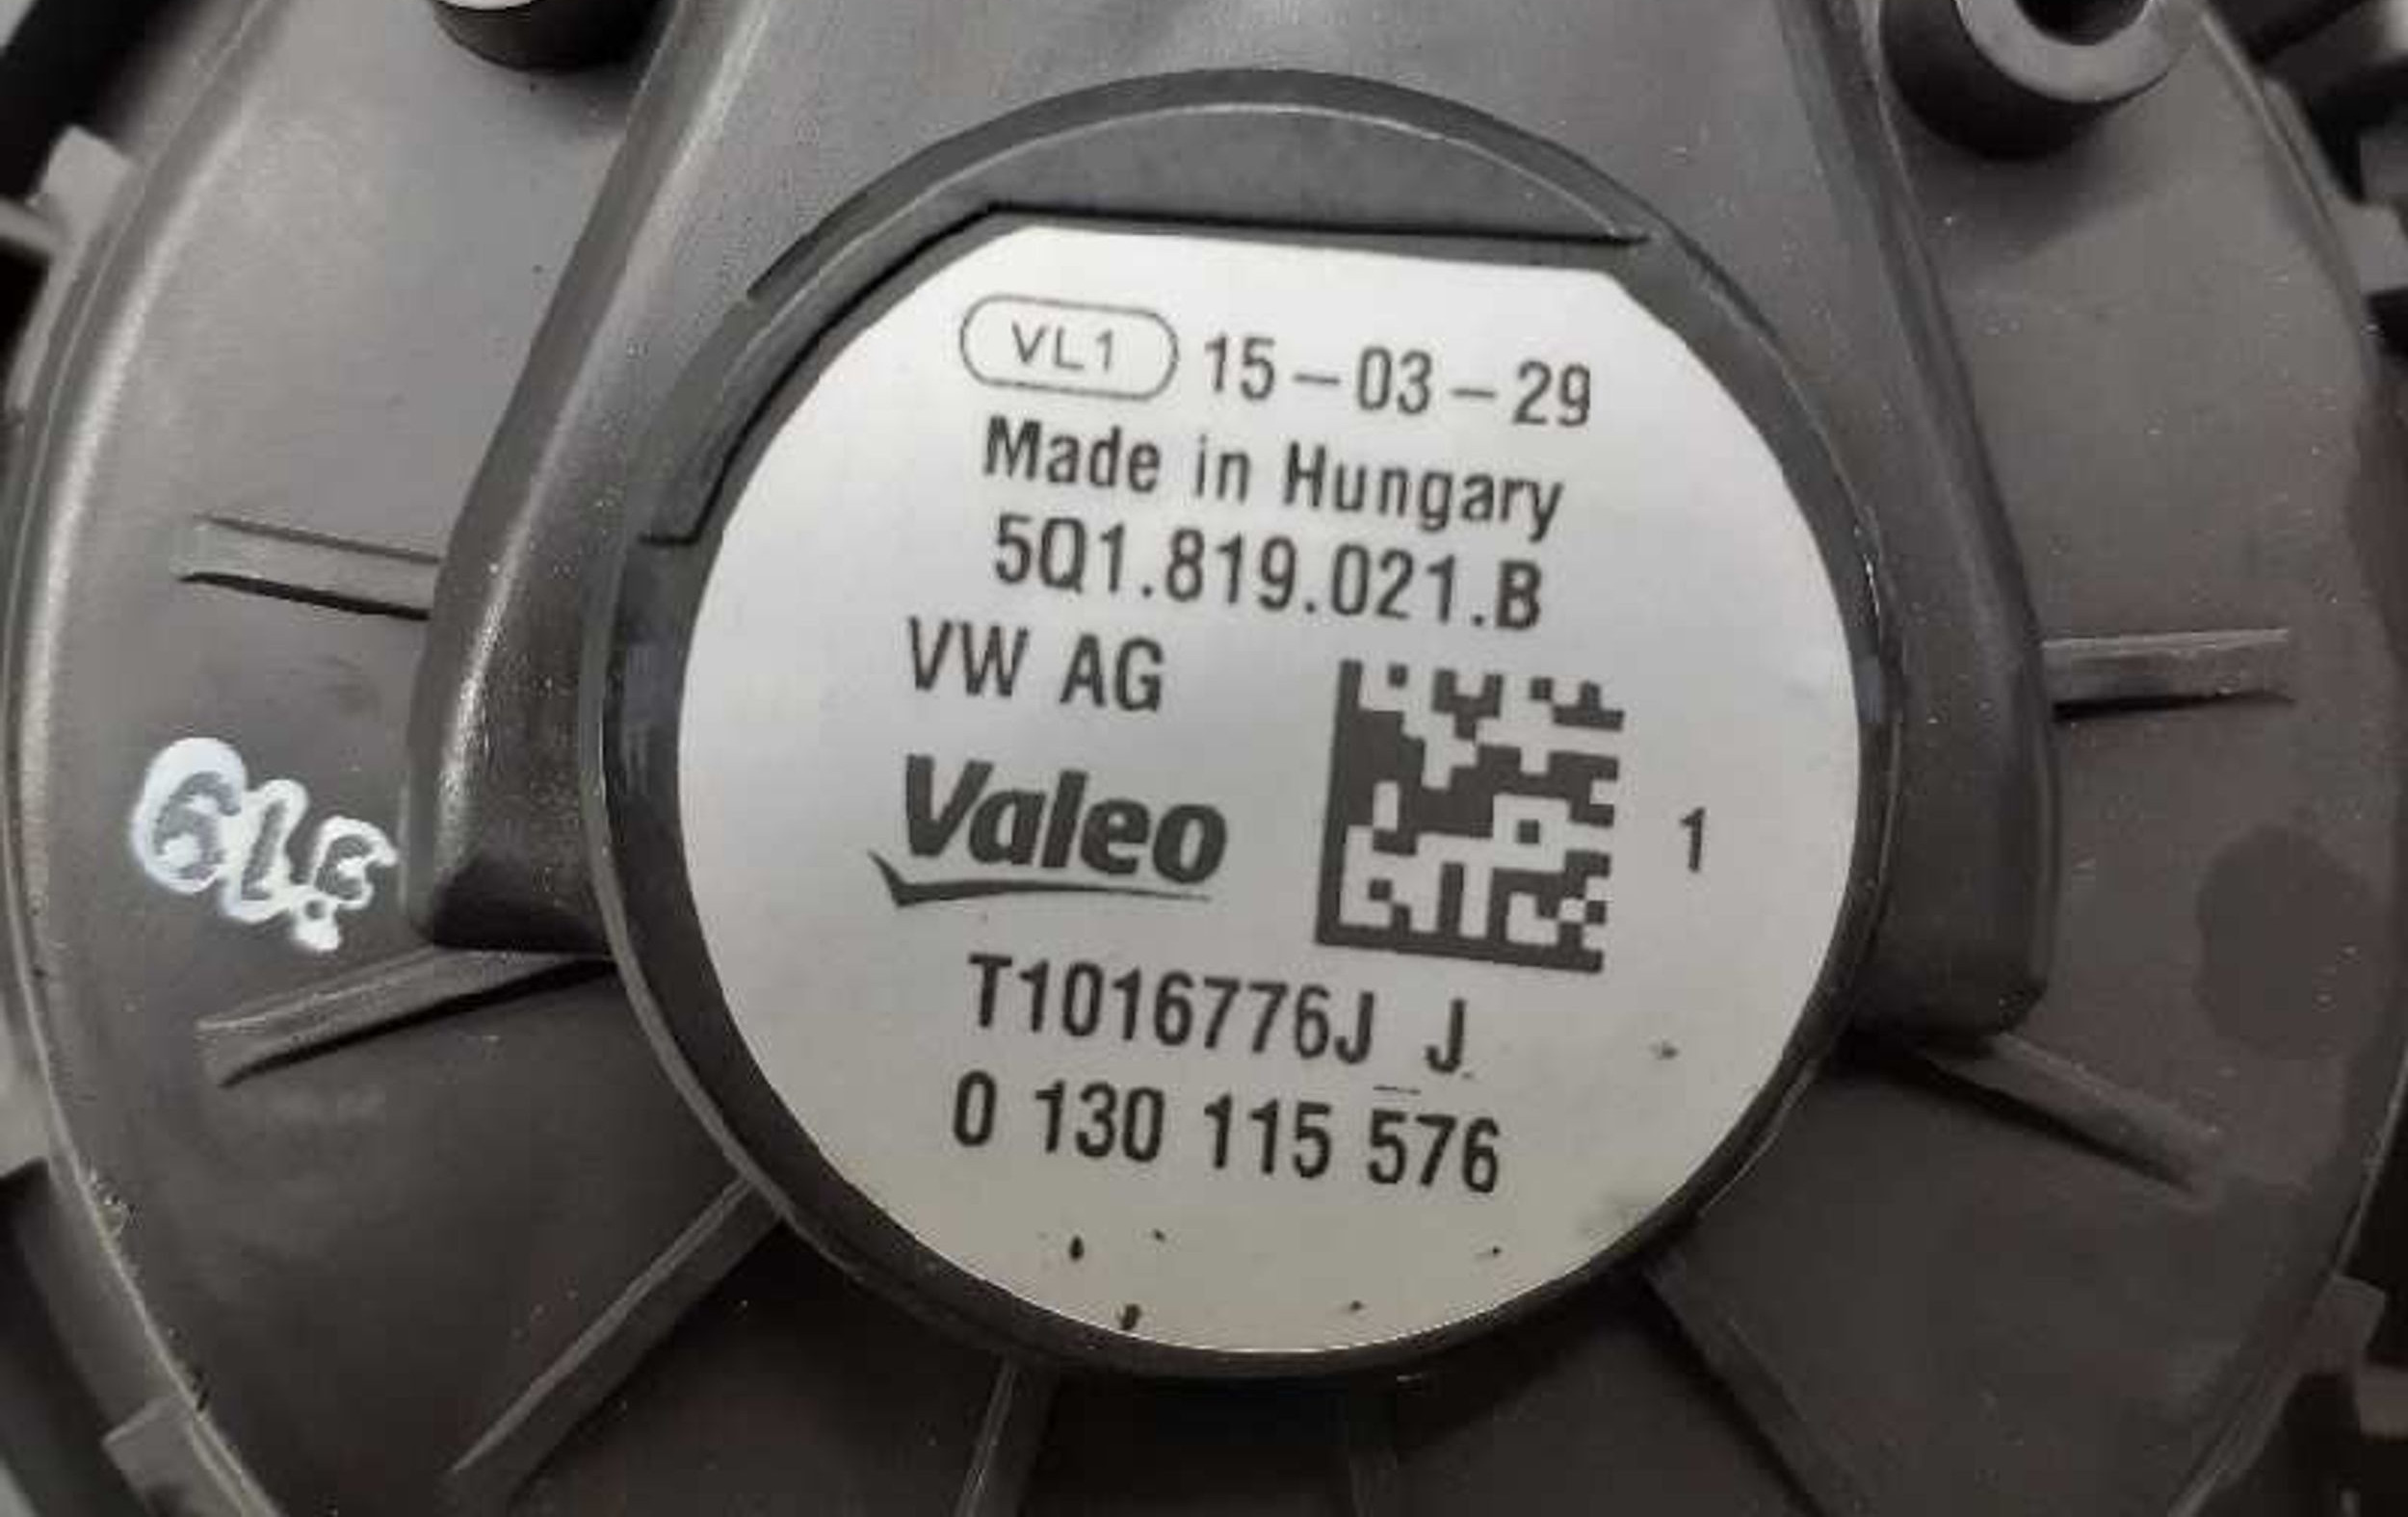 VL1 15-03-29
Made in Hungary
5Q1.819.021.B
VW AG
Valeo
1
T1016776J J
0 130 115 576